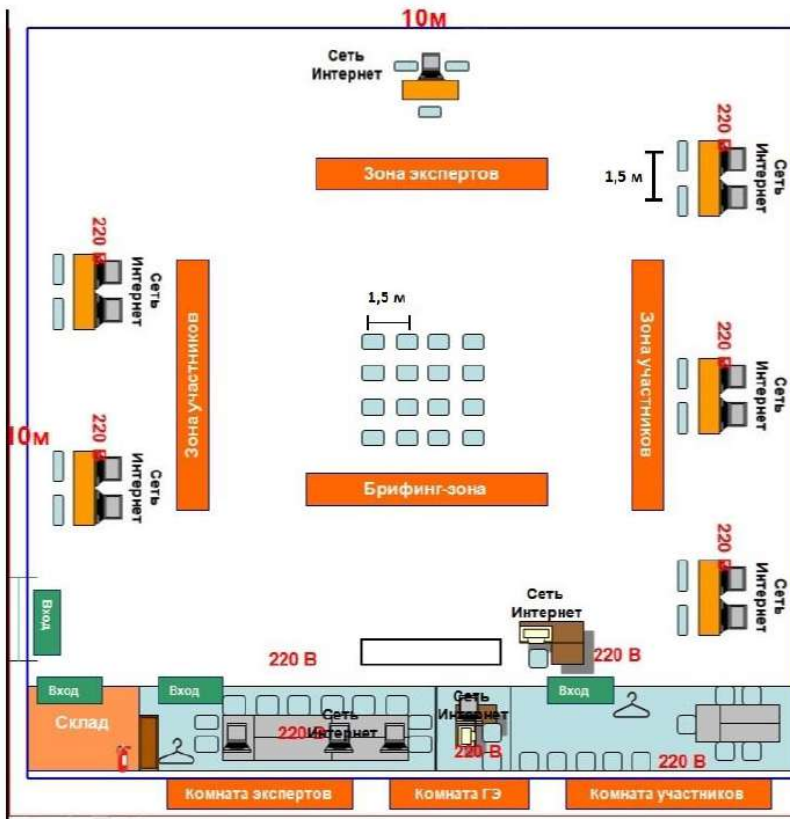 10м
Сеть
Интернет
Зона экспертов
220 В
Сеть
Интернет
1,5 м
220 В
Сеть
Интернет
Зона участников
1,5 м
Зона участников
220 В
Сеть
Интернет
10м
220 В
Сеть
Интернет
Брифинг-зона
220 В
Сеть
Интернет
Вход
Сеть
Интернет
220 В
220 В
Вход
Вход
Вход
Склад
Сеть
Интернет
220 В
Сеть
Интернет
220 В
220 В
Комната экспертов
Комната ГЭ
Комната участников